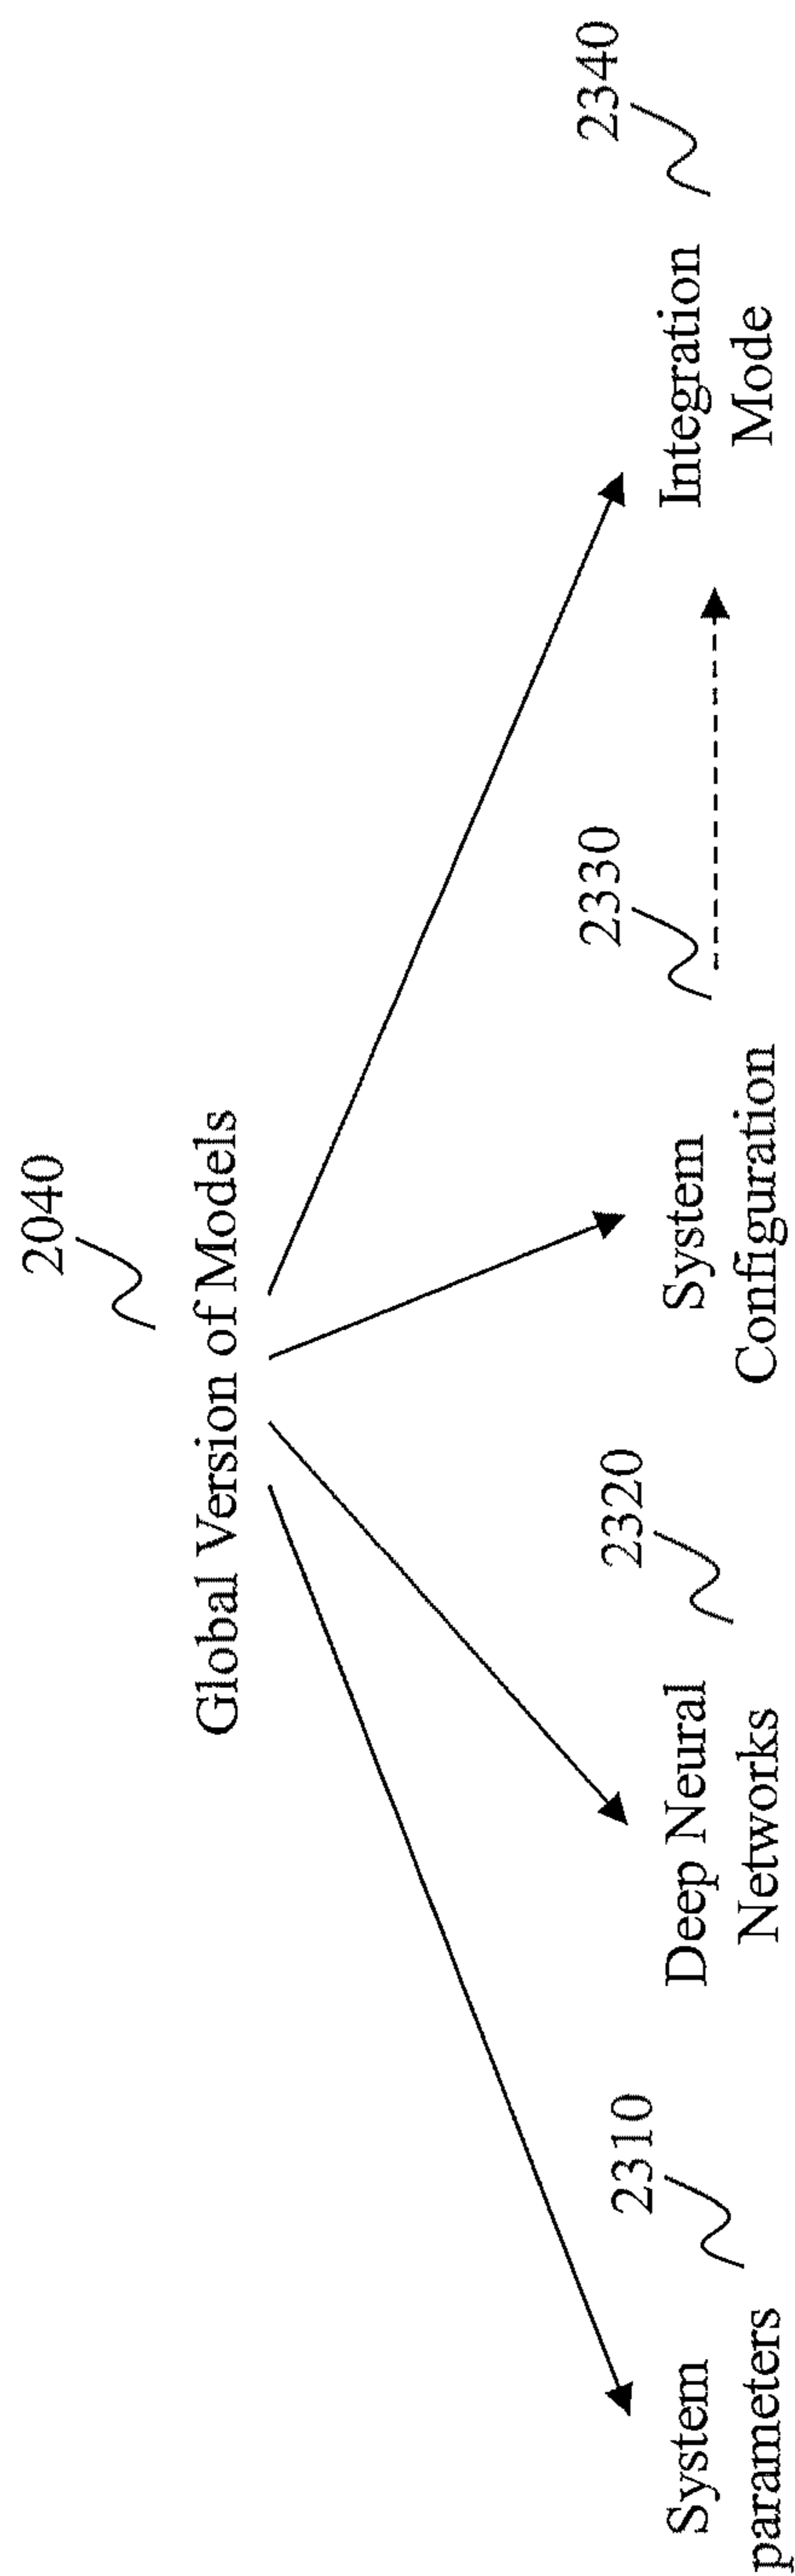 2040
Global Version of Models
2310
2320
2330
2340
System
parameters
Deep Neural
Networks
System
Configuration
Integration
Mode